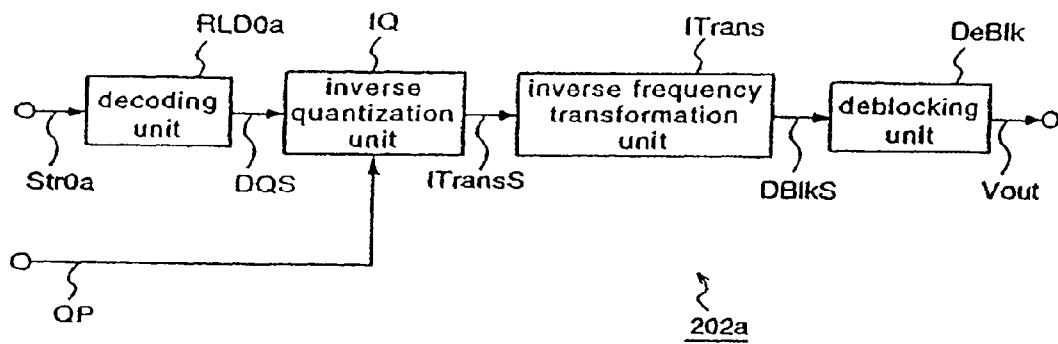 RLD0a
IQ
ITrans
DeBlk
decoding
unit
inverse
quantization
unit
inverse frequency
transformation
unit
deblocking
unit
Str0a
DQS
ITransS
DBlkS
Vout
QP
202a